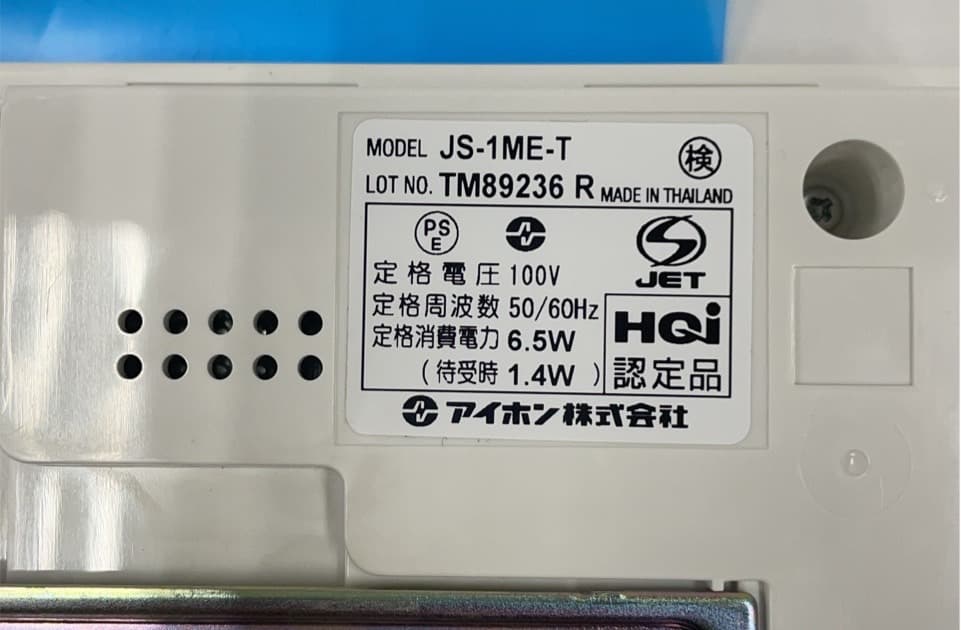 MODEL JS-1ME-T 検
LOT NO. TM89236 R MADE IN THAILAND
PS
E
定格電圧 100V
定格周波数 50/60Hz
定格消費電力 6.5W
(待受時 1.4W )
JET
HQi
認定品
アイホン株式会社